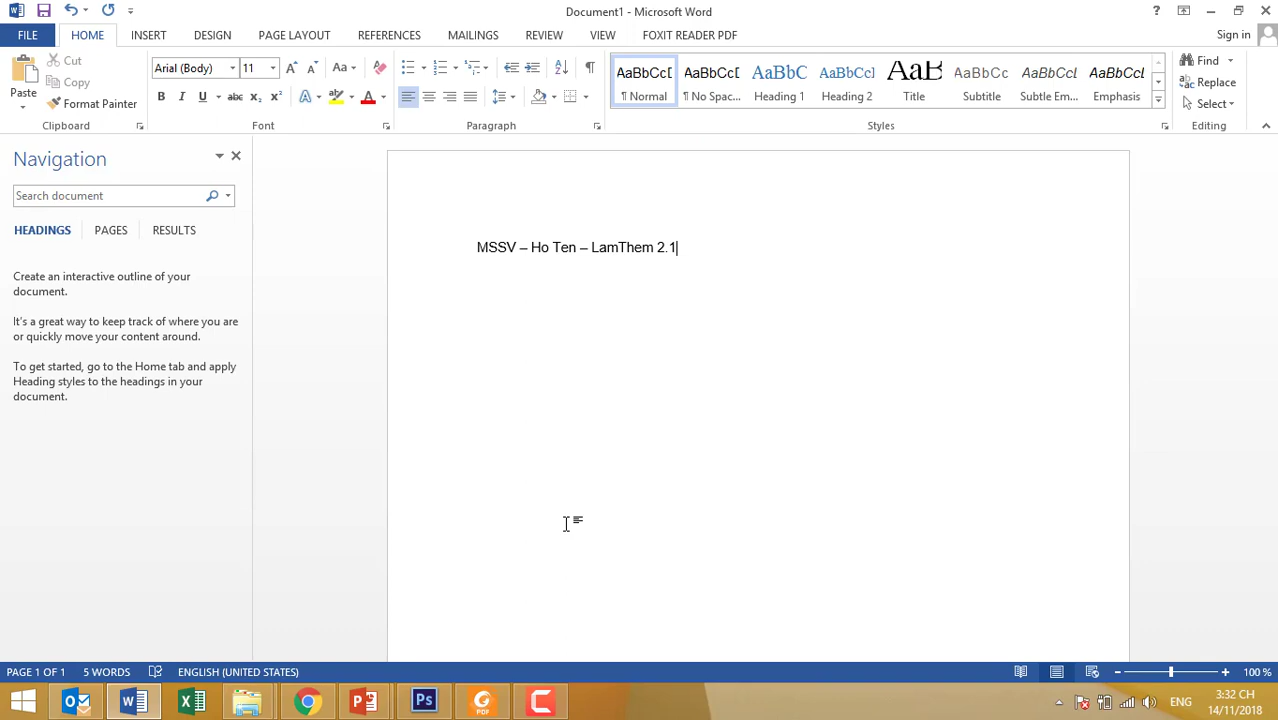 Document1 - Microsoft Word
Sign in
FILE HOME INSERT DESIGN PAGE LAYOUT REFERENCES MAILINGS REVIEW VIEW FOXIT READER PDF
Paste
Cut
Copy
Format Painter
Clipboard
Arial (Body) 11 Aa
B I U abc X₂ X² A A
Font
Paragraph
AaBbCcI AaBbCcI AaBbC AaBbCcI AaB AaBbCc AaBbCcL AaBbCcL
¶ Normal ¶ No Spac... Heading 1 Heading 2 Title Subtitle Subtle Em... Emphasis
Styles
Find
Replace
Select
Editing
Navigation
Search document
HEADINGS PAGES RESULTS
Create an interactive outline of your
document.
It's a great way to keep track of where you are
or quickly move your content around.
To get started, go to the Home tab and apply
Heading styles to the headings in your
document.
MSSV – Ho Ten – LamThem 2.1
PAGE 1 OF 1 5 WORDS ENGLISH (UNITED STATES) 100 %
ENG
3:32 CH
14/11/2018